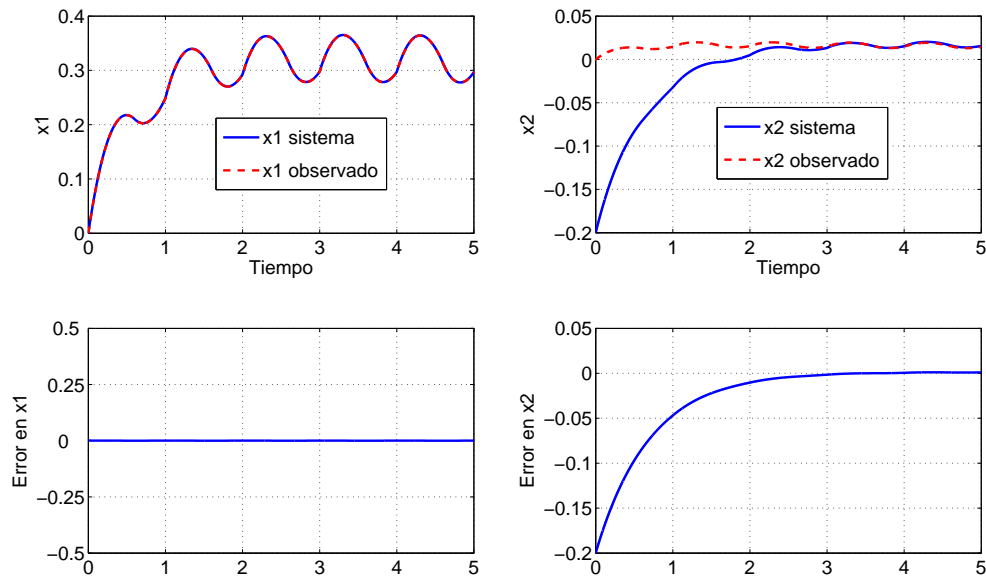 0.4
0.3
0.2
0.1
0
x1
x1 sistema
x1 observado
0 1 2 3 4 5
Tiempo
0.05
0
−0.05
−0.1
−0.15
−0.2
x2
x2 sistema
x2 observado
0 1 2 3 4 5
Tiempo
0.5
0.25
0
−0.25
−0.5
Error en x1
0 1 2 3 4 5
0.05
0
−0.05
−0.1
−0.15
−0.2
Error en x2
0 1 2 3 4 5